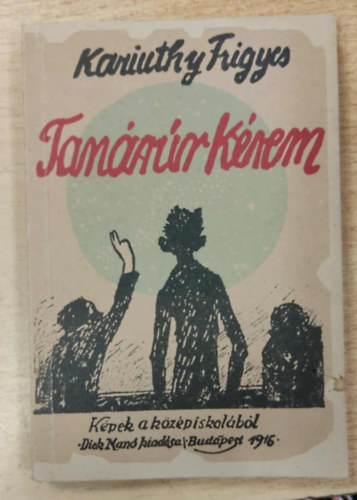 Karinthy Frigyes
Tanár úr Kérem
Képek a középiskolából
·Dick Manó kiadása·Budapest 1916·